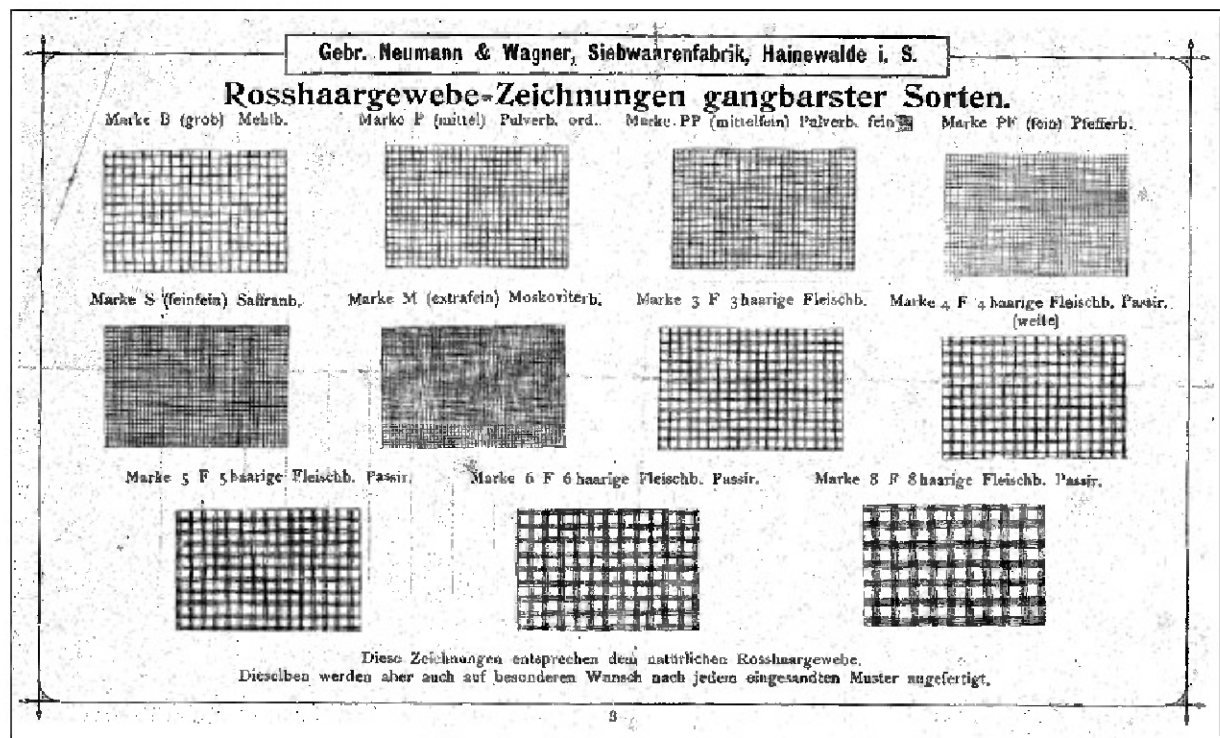 Gebr. Neumann & Wagner, Siebwaarenfabrik, Hainewalde i. S.
Rosshaargewebe-Zeichnungen gangbarster Sorten.
Marke B (grob) Mehlb.
Marke P (mittel) Pulverb. ord.
Marke PP (mittelfein) Pulverb. fein
Marke PF (fein) Pfefferb.
Marke S (feinfein) Saffranb.
Marke M (extrafein) Moskoviterb.
Marke 3 F 3haarige Fleischb.
Marke 4 F 4haarige Fleischb. Passir.
(weite)
Marke 5 F 5haarige Fleischb. Passir.
Marke 6 F 6haarige Fleischb. Passir.
Marke 8 F 8haarige Fleischb. Passir.
Diese Zeichnungen entsprechen dem natürlichen Rosshaargewebe.
Dieselben werden aber auch auf besonderen Wunsch nach jedem eingesandten Muster angefertigt.